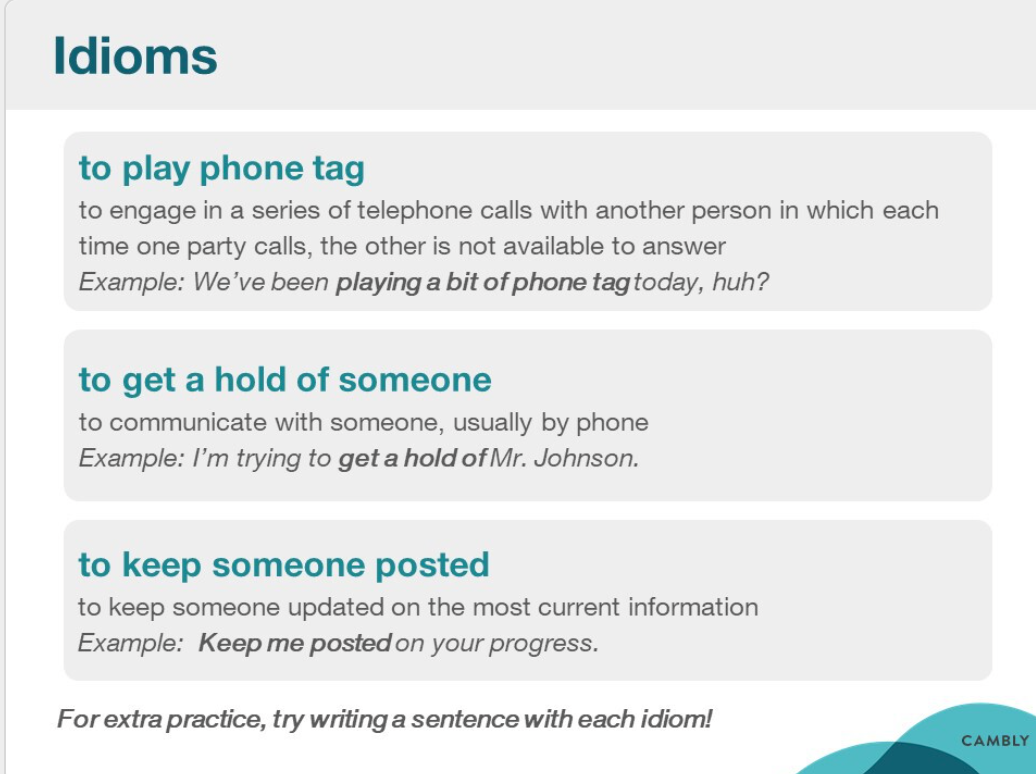 Idioms
to play phone tag
to engage in a series of telephone calls with another person in which each
time one party calls, the other is not available to answer
Example: We’ve been playing a bit of phone tag today, huh?
to get a hold of someone
to communicate with someone, usually by phone
Example: I’m trying to get a hold of Mr. Johnson.
to keep someone posted
to keep someone updated on the most current information
Example: Keep me posted on your progress.
For extra practice, try writing a sentence with each idiom!
CAMBLY